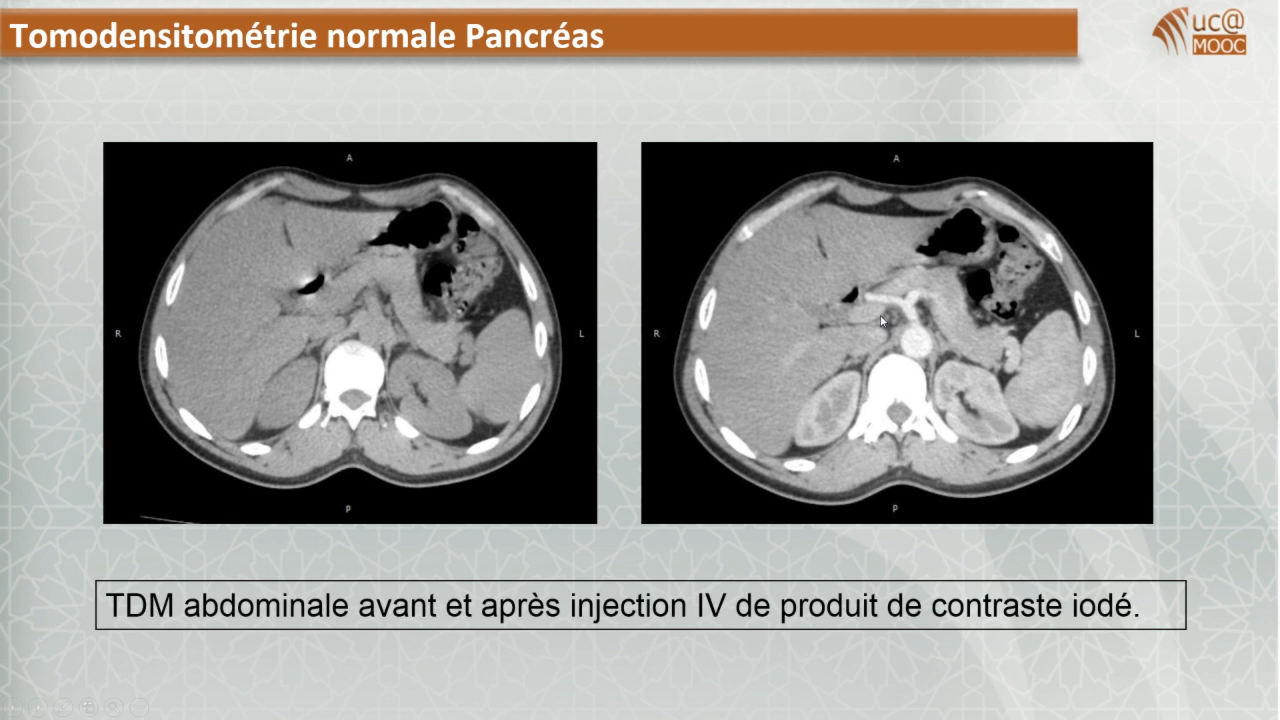 Tomodensitométrie normale Pancréas
uc@
MOOC
A
A
R
L
R
L
P
P
TDM abdominale avant et après injection IV de produit de contraste iodé.